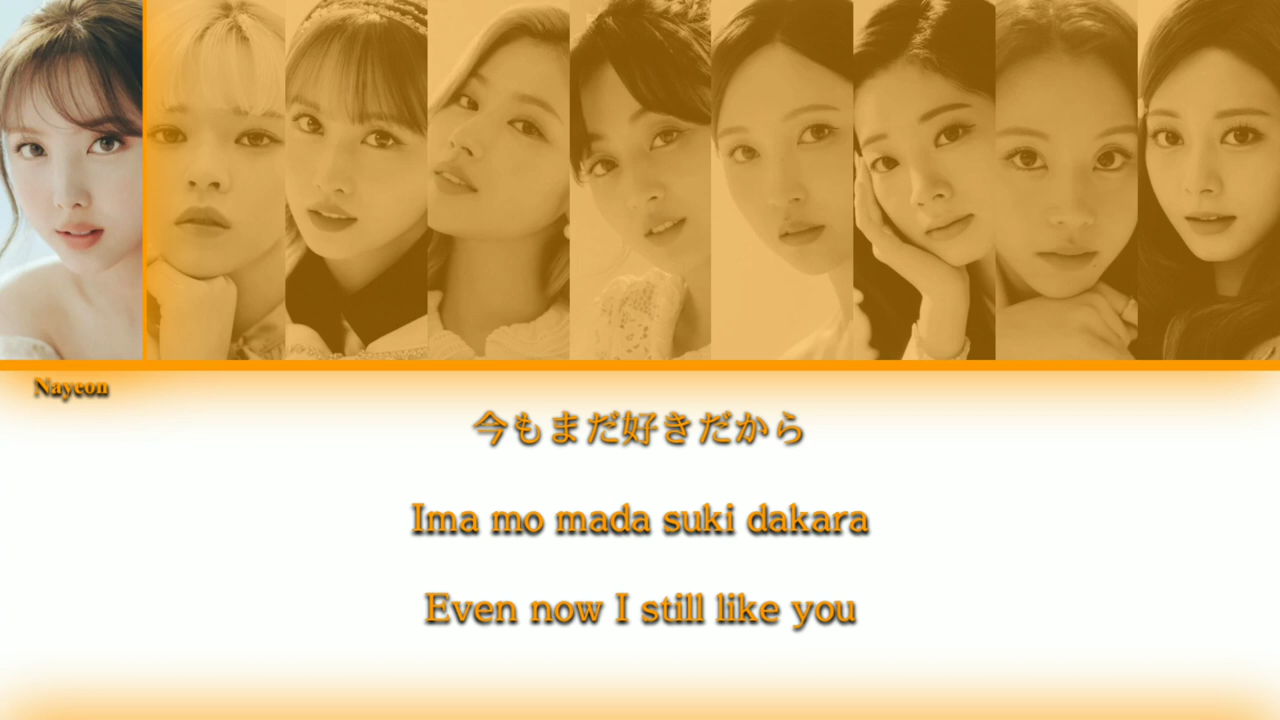 Nayeon
今もまだ好きだから
Ima mo mada suki dakara
Even now I still like you